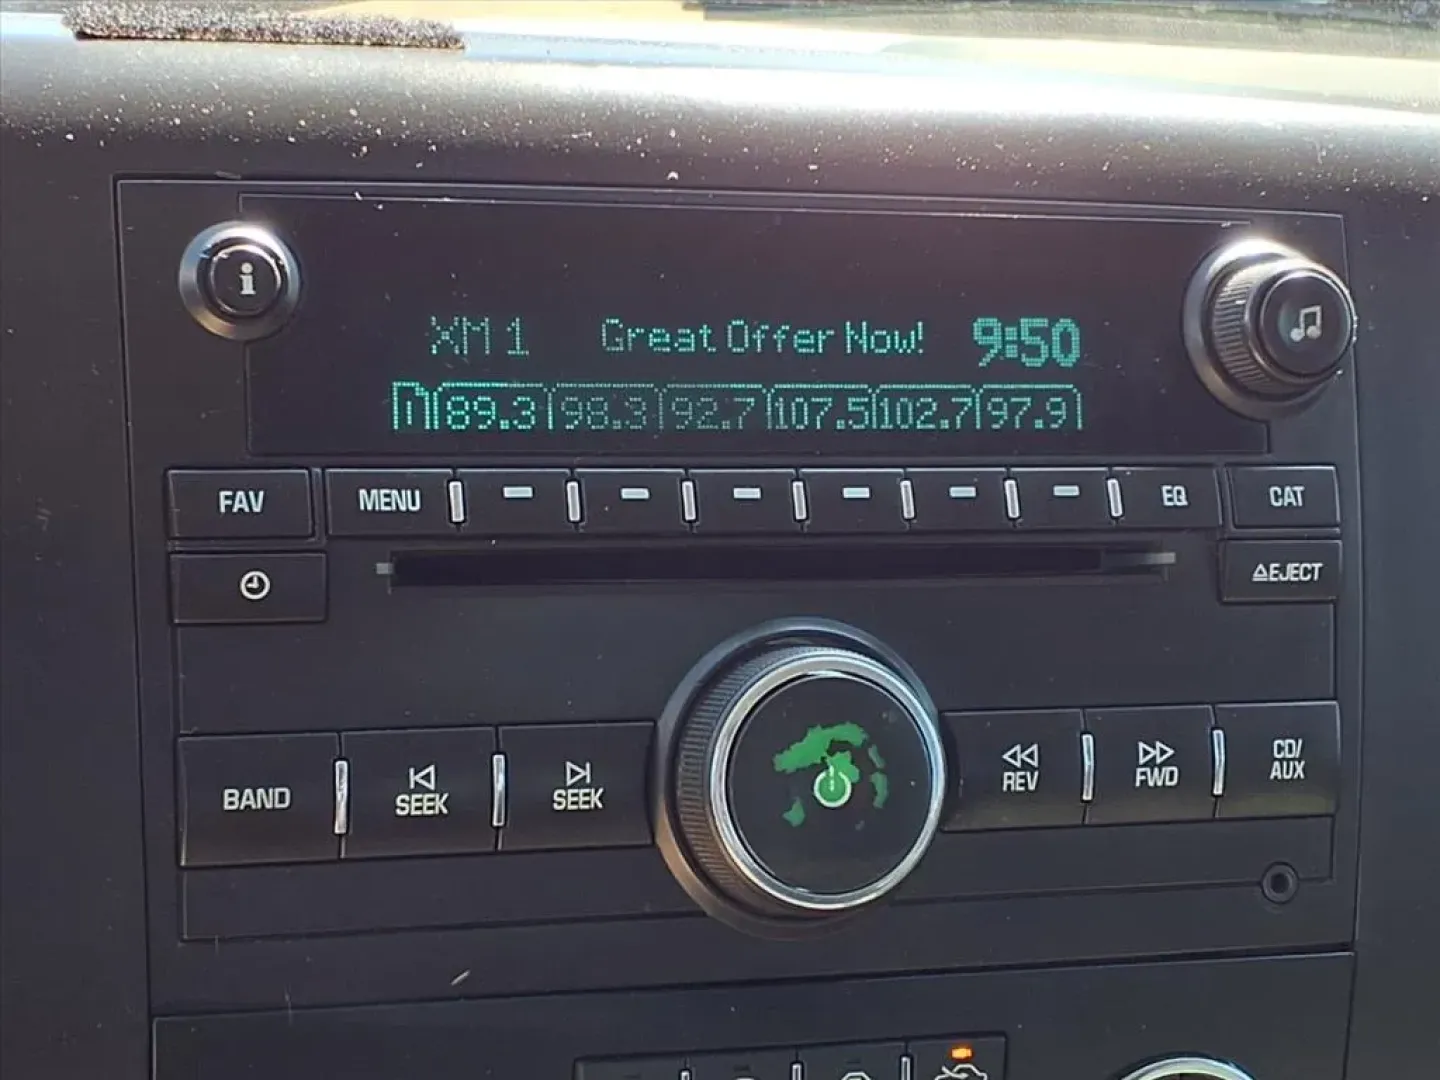 i
XM 1 Great Offer Now! 9:50
1 89.3 98.3 92.7 107.5 102.7 97.9
FAV MENU EQ CAT
EJECT
BAND SEEK SEEK REV FWD CD/
AUX